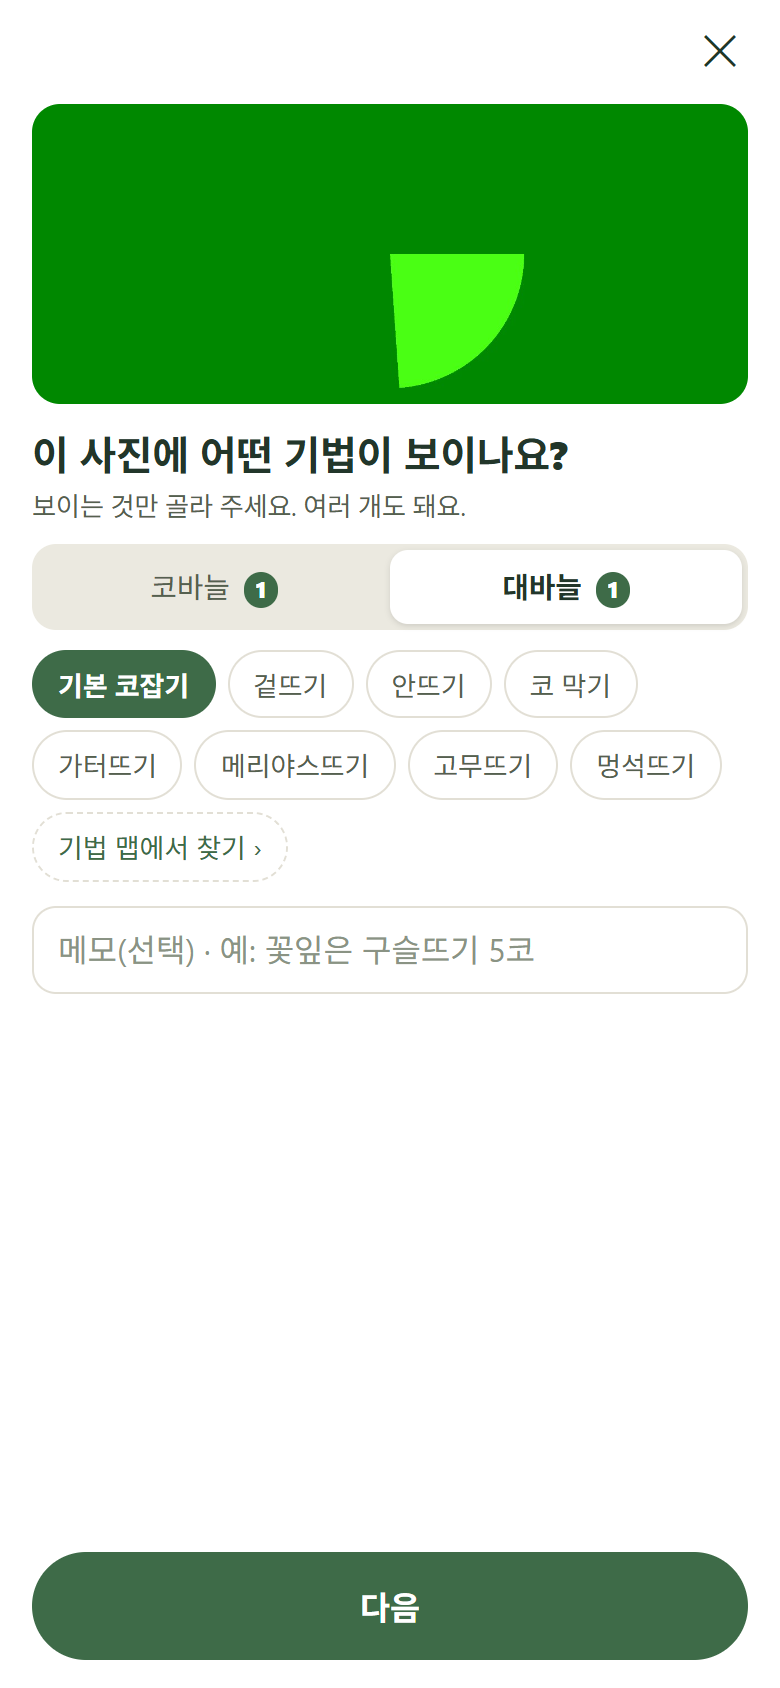 이 사진에 어떤 기법이 보이나요?
보이는 것만 골라 주세요. 여러 개도 돼요.
코바늘 1 대바늘 1
기본 코잡기 겉뜨기 안뜨기 코 막기
가터뜨기 메리야스뜨기 고무뜨기 멍석뜨기
기법 맵에서 찾기 ›
메모(선택) · 예: 꽃잎은 구슬뜨기 5코
다음